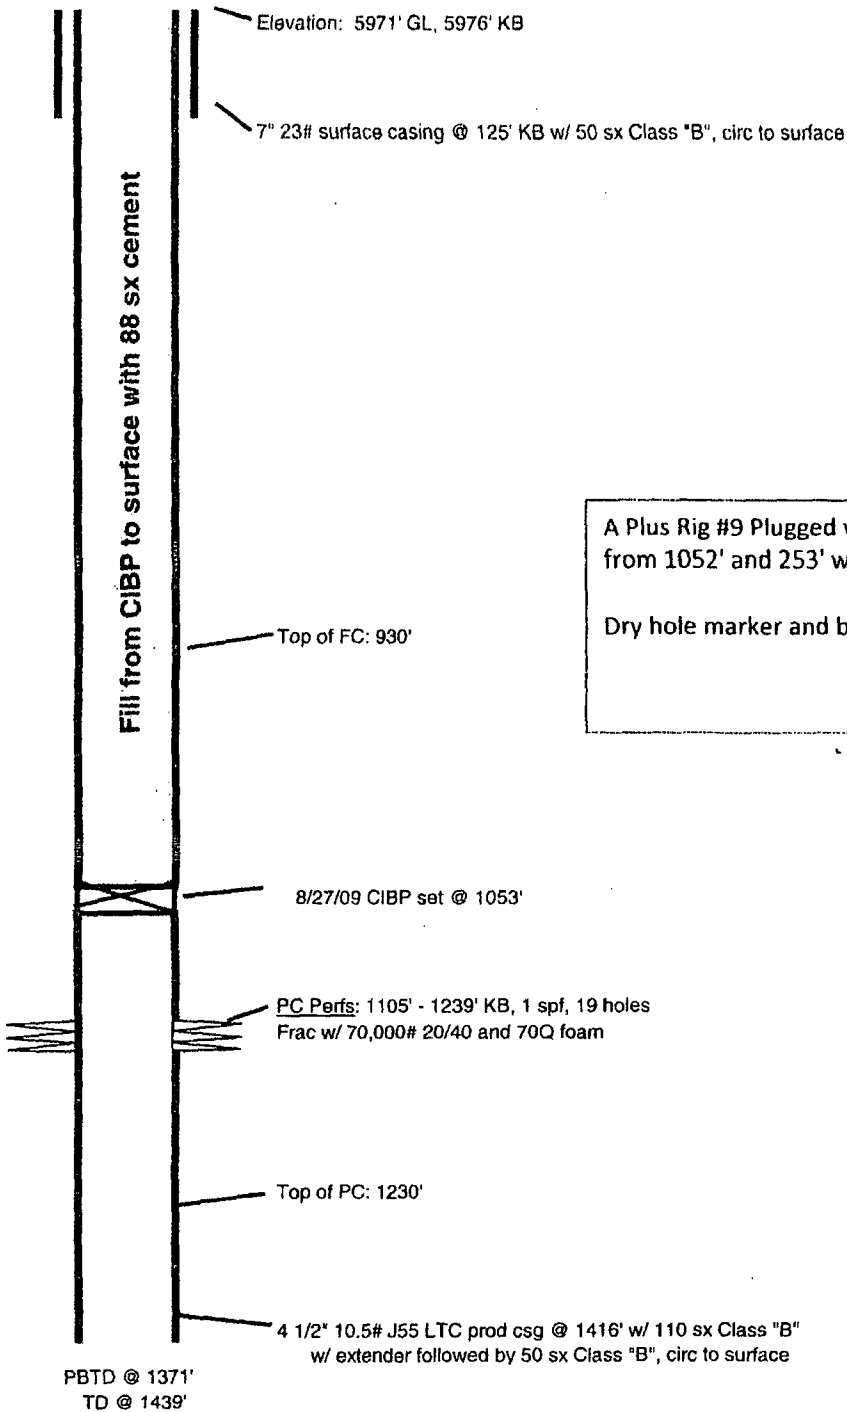 Elevation: 5971' GL, 5976' KB
7" 23# surface casing @ 125' KB w/ 50 sx Class "B", circ to surface
Fill from CIBP to surface with 88 sx cement
A Plus Rig #9 Plugged
from 1052' and 253' w
Dry hole marker and b
Top of FC: 930'
8/27/09 CIBP set @ 1053'
PC Perfs: 1105' - 1239' KB, 1 spf, 19 holes
Frac w/ 70,000# 20/40 and 70Q foam
Top of PC: 1230'
4 1/2" 10.5# J55 LTC prod csg @ 1416' w/ 110 sx Class "B"
w/ extender followed by 50 sx Class "B", circ to surface
PBTD @ 1371'
TD @ 1439'